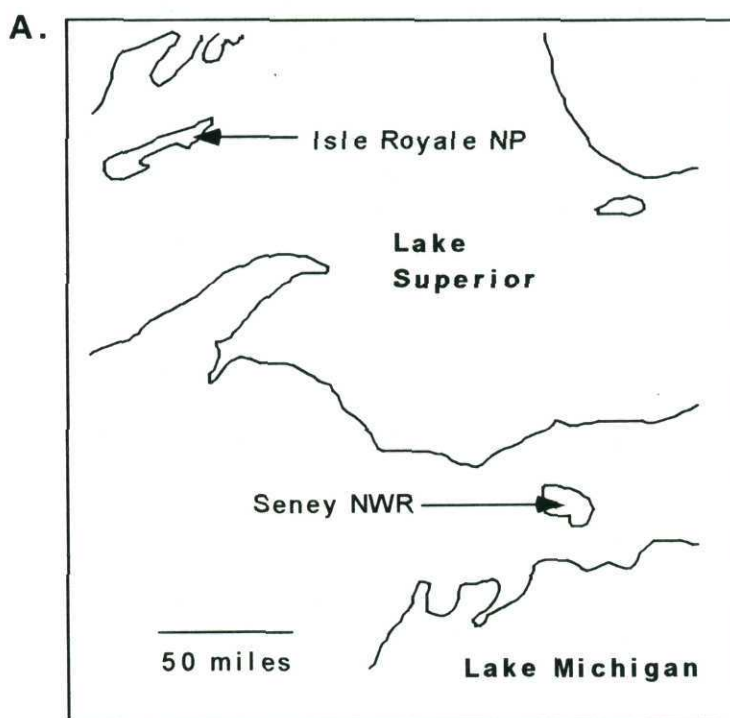 A.
Isle Royale NP
Lake
Superior
Seney NWR
50 miles
Lake Michigan